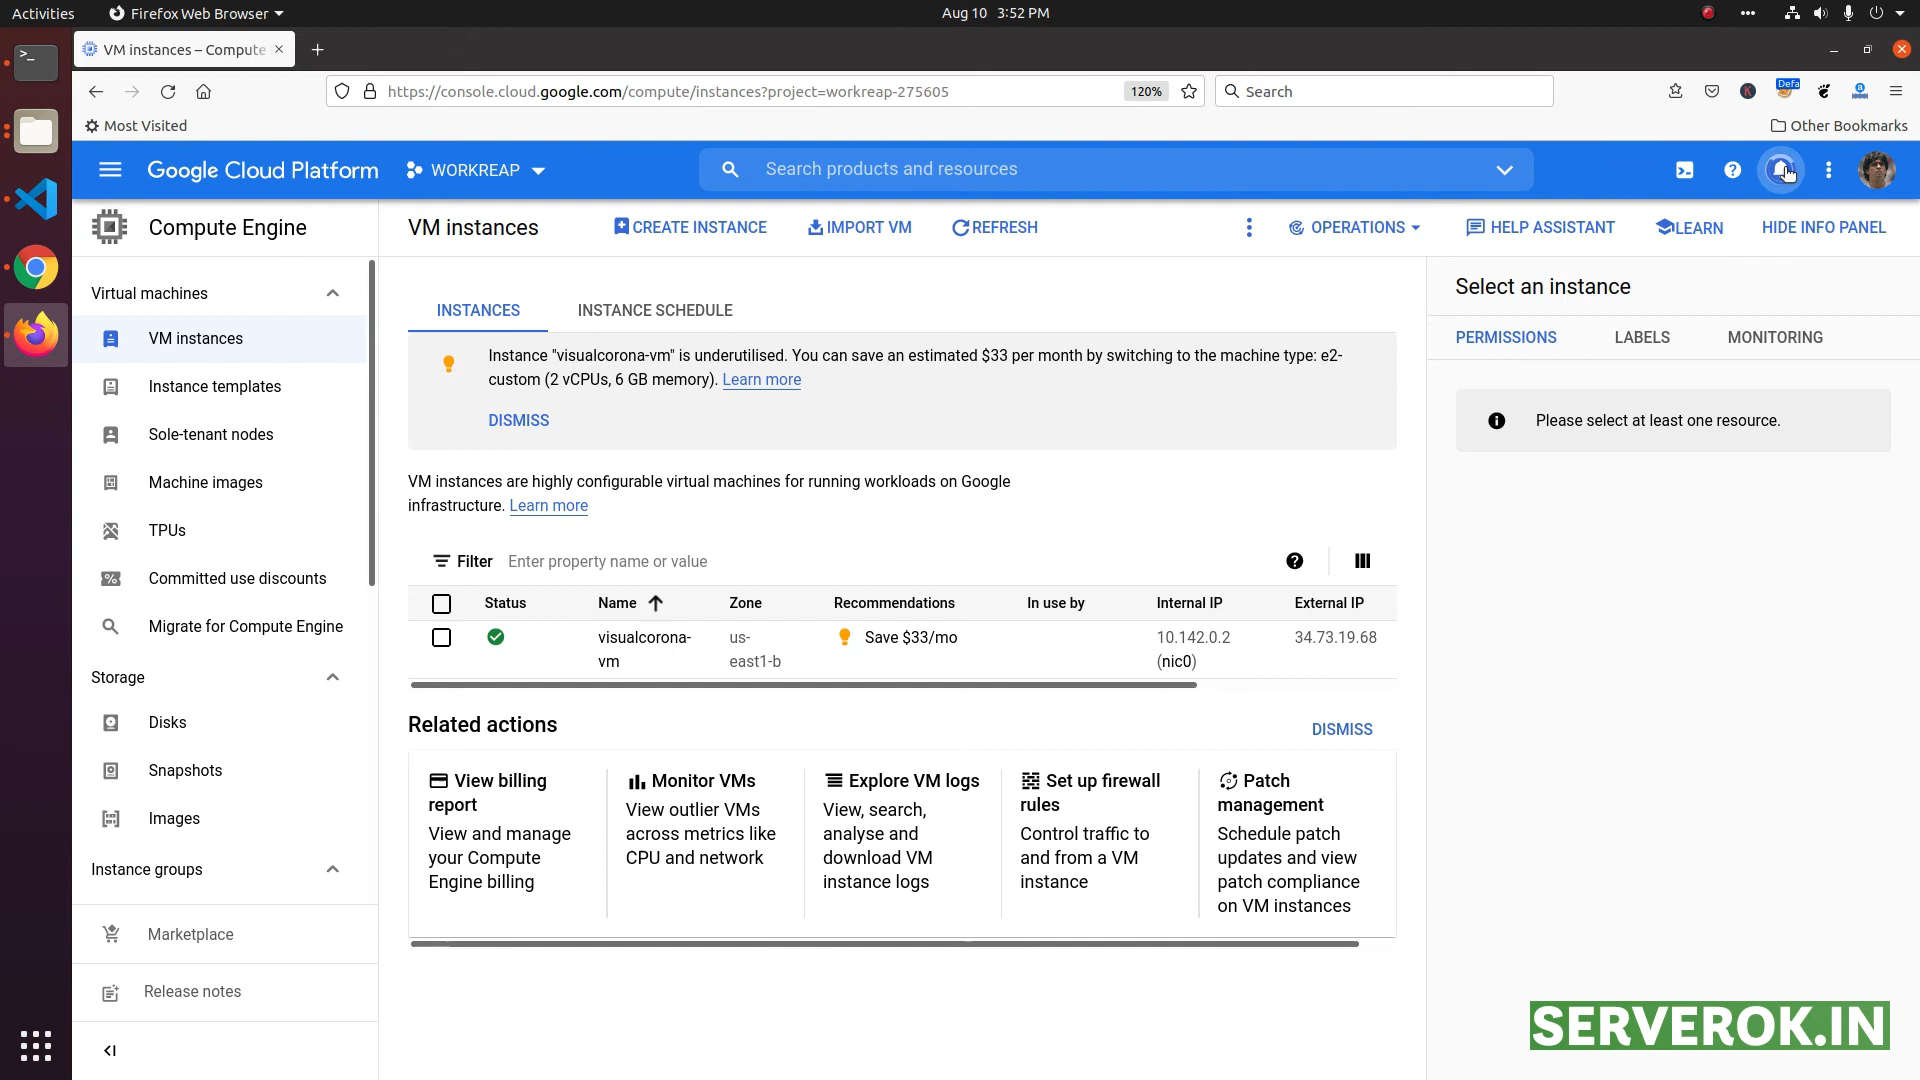 Activities
Firefox Web Browser
Aug 10 3:52 PM
VM instances – Compute
https://console.cloud.google.com/compute/instances?project=workreap-275605
120%
Search
Defa
Most Visited
Other Bookmarks
Google Cloud Platform
WORKREAP
Search products and resources
Compute Engine
VM instances
CREATE INSTANCE
IMPORT VM
REFRESH
OPERATIONS
HELP ASSISTANT
LEARN
HIDE INFO PANEL
Virtual machines
VM instances
Instance templates
Sole-tenant nodes
Machine images
TPUs
Committed use discounts
Migrate for Compute Engine
Storage
Disks
Snapshots
Images
Instance groups
Marketplace
Release notes
INSTANCES
INSTANCE SCHEDULE
Instance "visualcorona-vm" is underutilised. You can save an estimated $33 per month by switching to the machine type: e2-
custom (2 vCPUs, 6 GB memory). Learn more
DISMISS
VM instances are highly configurable virtual machines for running workloads on Google
infrastructure. Learn more
Filter
Enter property name or value
Status
Name
Zone
Recommendations
In use by
Internal IP
External IP
visualcorona-
vm
us-
east1-b
Save $33/mo
10.142.0.2
(nic0)
34.73.19.68
Related actions
DISMISS
View billing
report
View and manage
your Compute
Engine billing
Monitor VMs
View outlier VMs
across metrics like
CPU and network
Explore VM logs
View, search,
analyse and
download VM
instance logs
Set up firewall
rules
Control traffic to
and from a VM
instance
Patch
management
Schedule patch
updates and view
patch compliance
on VM instances
Select an instance
PERMISSIONS
LABELS
MONITORING
Please select at least one resource.
SERVEROK.IN